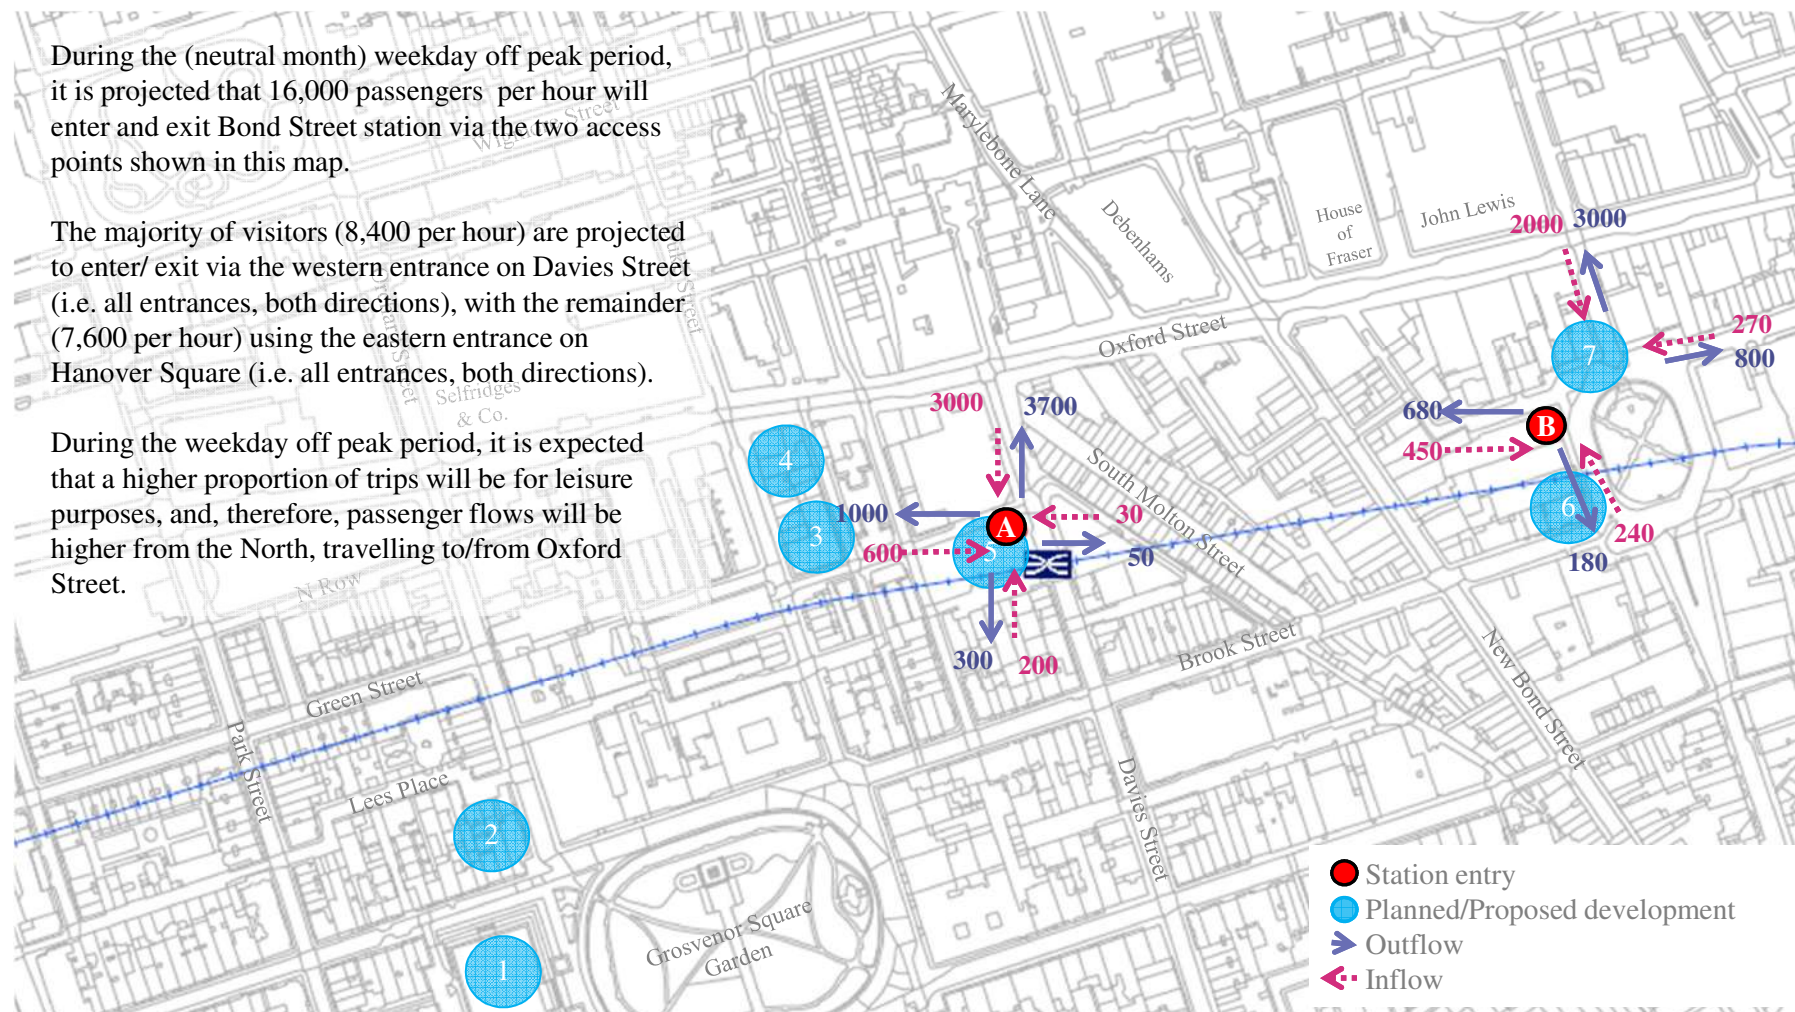 During the (neutral month) weekday off peak period,
it is projected that 16,000 passengers  per hour will
enter and exit Bond Street station via the two access
points shown in this map.
The majority of visitors (8,400 per hour) are projected
to enter/ exit via the western entrance on Davies Street
(i.e. all entrances, both directions), with the remainder
(7,600 per hour) using the eastern entrance on
Hanover Square (i.e. all entrances, both directions).
During the weekday off peak period, it is expected
that a higher proportion of trips will be for leisure
purposes, and, therefore, passenger flows will be
higher from the North, travelling to/from Oxford
Street.
Wigmore Street
Street
Street
Selfridges
& Co.
N Row
Marylebone Lane
Debenhams
House
of
Fraser
John Lewis
Oxford Street
2000
3000
270
800
7
680
450
B
6
240
180
3000
3700
4
3
1000
600
A
5
30
50
300
200
South Molton Street
Brook Street
New Bond Street
Davies Street
Green Street
Park Street
Lees Place
2
1
Grosvenor Square
Garden
Station entry
Planned/Proposed development
Outflow
Inflow